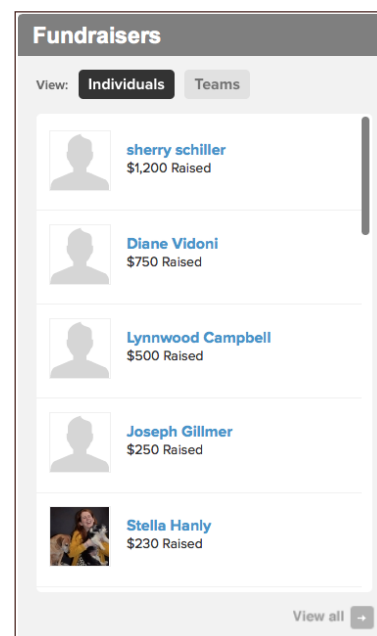 Fundraisers
View: Individuals Teams
sherry schiller
$1,200 Raised
Diane Vidoni
$750 Raised
Lynnwood Campbell
$500 Raised
Joseph Gillmer
$250 Raised
Stella Hanly
$230 Raised
View all